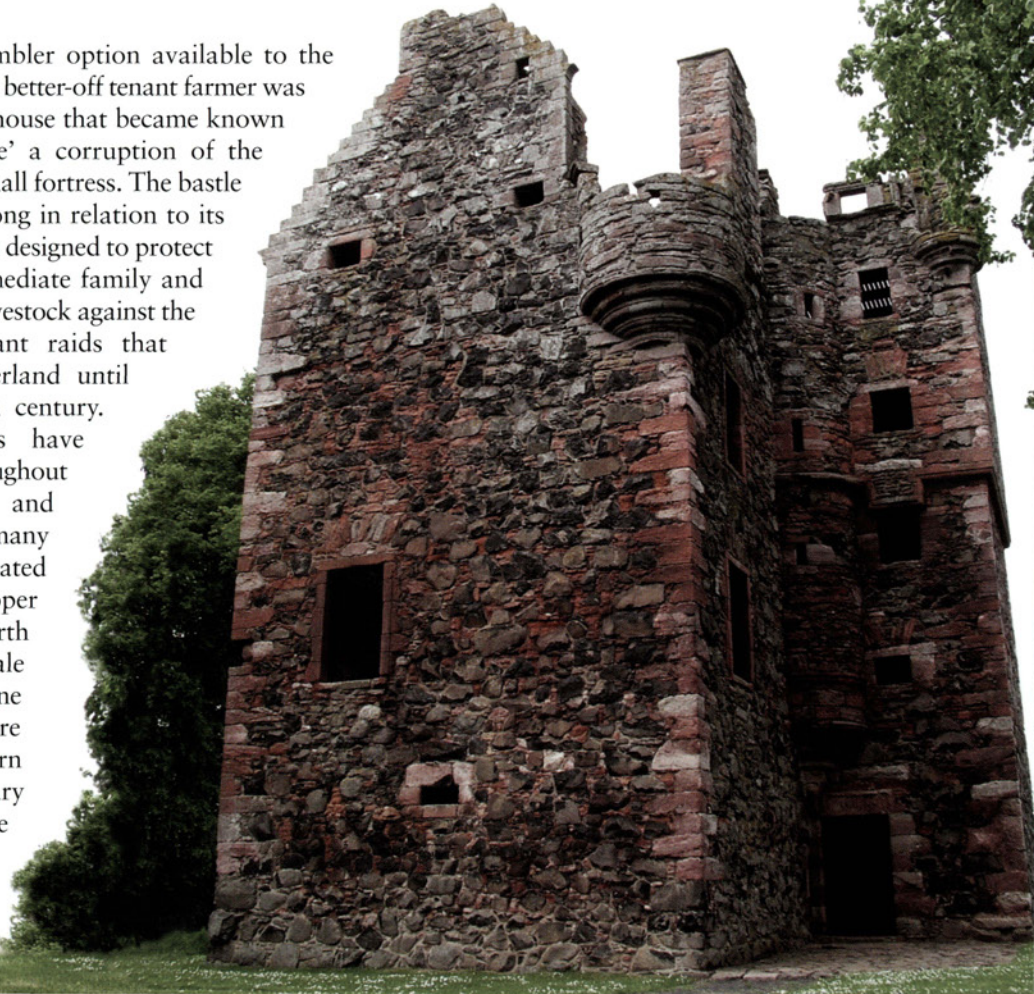 mbler option available to the
better-off tenant farmer was
house that became known
e’ a corruption of the
all fortress. The bastle
ong in relation to its
designed to protect
mediate family and
vestock against the
ant raids that
erland until
century.
s have
ughout
and
many
ated
pper
rth
ale
ne
re
rn
ry
e